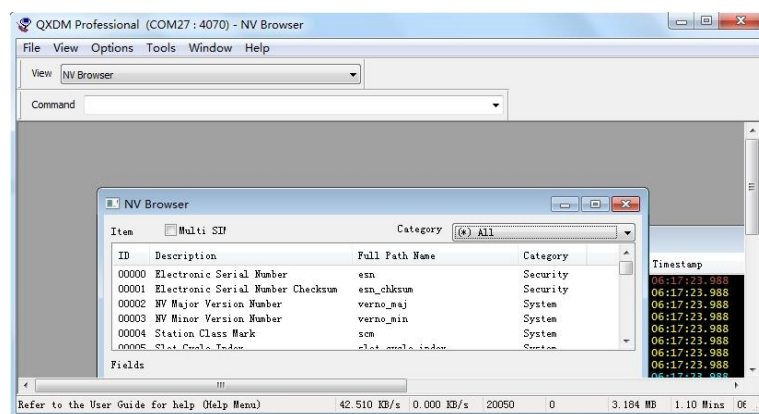 QXDM Professional (COM27 : 4070) - NV Browser
File View Options Tools Window Help
View NV Browser
Command
NV Browser
Item Multi SIM Category (*) All
ID Description Full Path Name Category
00000 Electronic Serial Number esn Security
00001 Electronic Serial Number Checksum esn_chksum Security
00002 NV Major Version Number verno_maj System
00003 NV Minor Version Number verno_min System
00004 Station Class Mark scm System
00005 Slot Cycle Index slot_cycle_index System
Fields
Timestamp
06:17:23.988
06:17:23.988
06:17:23.988
06:17:23.988
06:17:23.988
06:17:23.988
06:17:23.988
06:17:23.988
06:17:23.988
Refer to the User Guide for help (Help Menu) 42.510 KB/s 0.000 KB/s 20050 0 3.184 MB 1.10 Mins